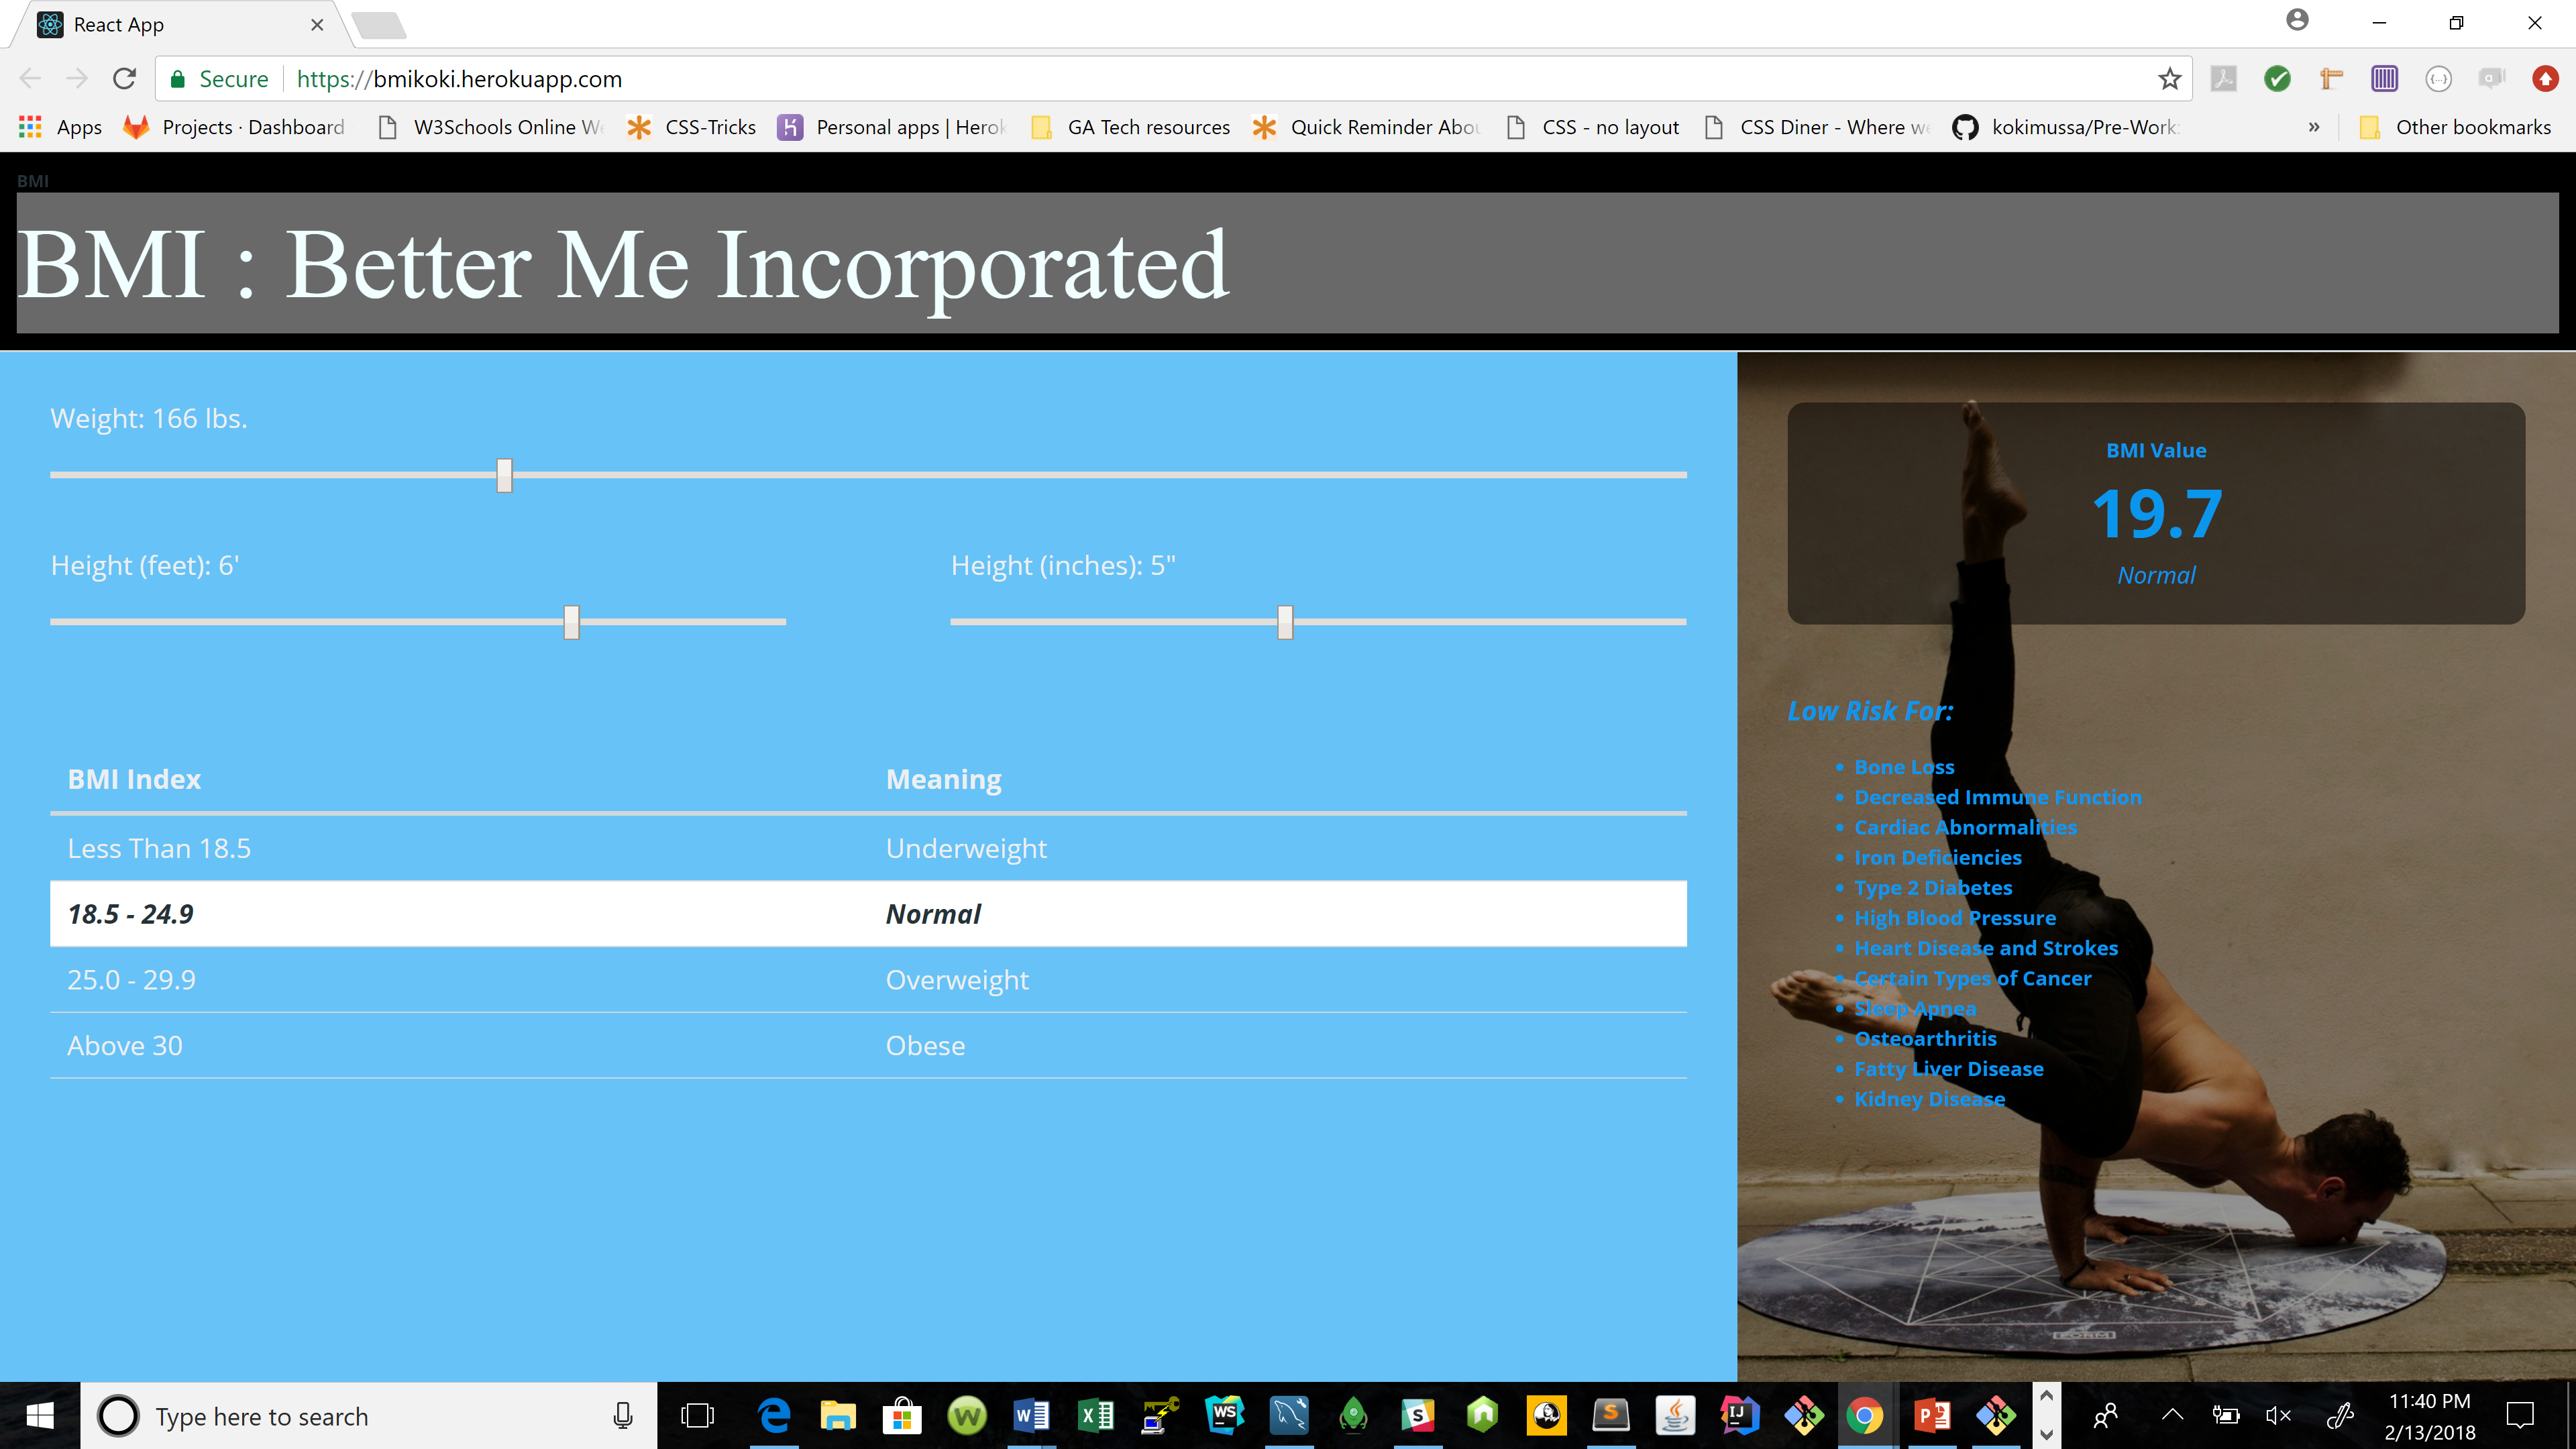 React App
Secure https://bmikoki.herokuapp.com
Apps Projects · Dashboard W3Schools Online We CSS-Tricks Personal apps | Herok GA Tech resources Quick Reminder Abou CSS - no layout CSS Diner - Where we kokimussa/Pre-Work: » Other bookmarks
BMI
BMI : Better Me Incorporated
Weight: 166 lbs.
Height (feet): 6' Height (inches): 5"
BMI Index Meaning
Less Than 18.5 Underweight
18.5 - 24.9 Normal
25.0 - 29.9 Overweight
Above 30 Obese
BMI Value
19.7
Normal
Low Risk For:
Bone Loss
Decreased Immune Function
Cardiac Abnormalities
Iron Deficiencies
Type 2 Diabetes
High Blood Pressure
Heart Disease and Strokes
Certain Types of Cancer
Sleep Apnea
Osteoarthritis
Fatty Liver Disease
Kidney Disease
Type here to search
11:40 PM
2/13/2018